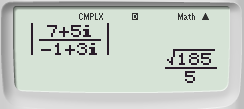 CMPLX D Math ▲
|7+5i / -1+3i|
√185 / 5